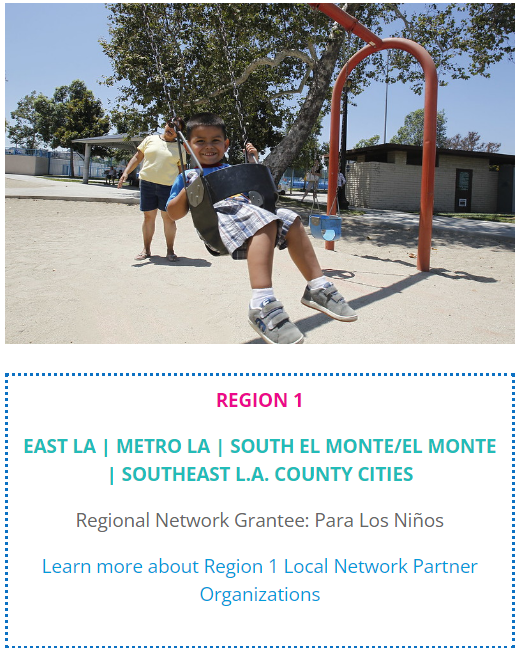 REGION 1
EAST LA | METRO LA | SOUTH EL MONTE/EL MONTE
| SOUTHEAST L.A. COUNTY CITIES
Regional Network Grantee: Para Los Niños
Learn more about Region 1 Local Network Partner
Organizations